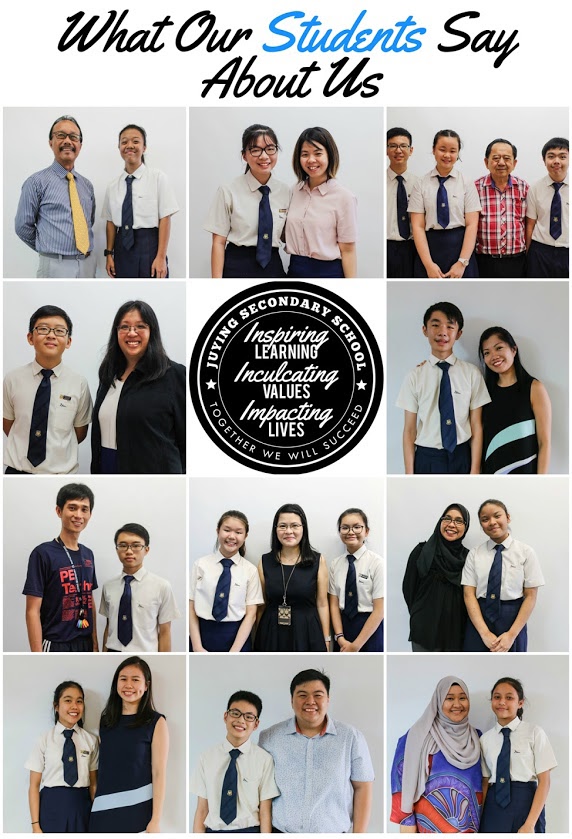 What Our Students Say
About Us
JUYING SECONDARY SCHOOL
Inspiring
LEARNING
Inculcating
VALUES
Impacting
LIVES
TOGETHER WE WILL SUCCEED